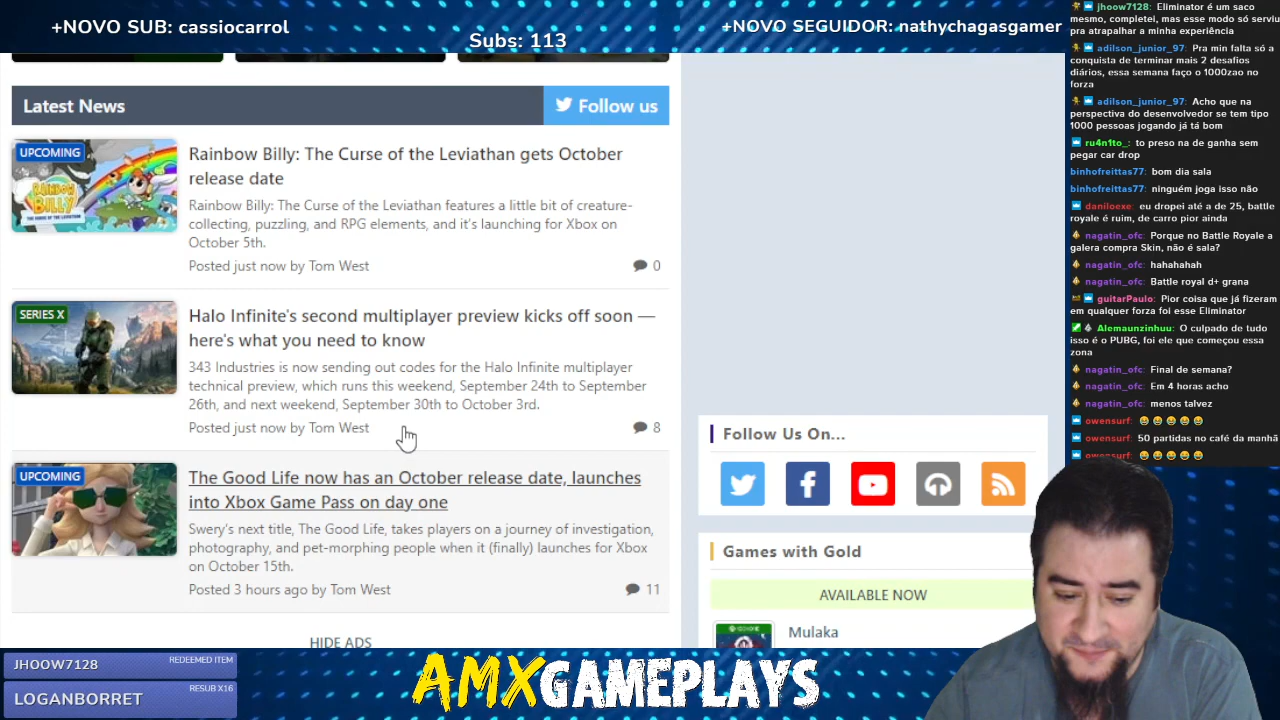 +NOVO SUB: cassiocarrol
Subs: 113
+NOVO SEGUIDOR: nathychagasgamer
Latest News
Follow us
UPCOMING
RAINBOW BILLY
Rainbow Billy: The Curse of the Leviathan gets October
release date
Rainbow Billy: The Curse of the Leviathan features a little bit of creature-
collecting, puzzling, and RPG elements, and it's launching for Xbox on
October 5th.
Posted just now by Tom West
0
SERIES X
Halo Infinite's second multiplayer preview kicks off soon —
here's what you need to know
343 Industries is now sending out codes for the Halo Infinite multiplayer
technical preview, which runs this weekend, September 24th to September
26th, and next weekend, September 30th to October 3rd.
Posted just now by Tom West
8
UPCOMING
The Good Life now has an October release date, launches
into Xbox Game Pass on day one
Swery's next title, The Good Life, takes players on a journey of investigation,
photography, and pet-morphing people when it (finally) launches for Xbox
on October 15th.
Posted 3 hours ago by Tom West
11
HIDE ADS
Follow Us On...
Games with Gold
AVAILABLE NOW
Mulaka
jhoow7128: Eliminator é um saco
mesmo, completei, mas esse modo só serviu
pra atrapalhar a minha experiência
adilson_junior_97: Pra min falta só a
conquista de terminar mais 2 desafios
diários, essa semana faço o 1000zao no
forza
adilson_junior_97: Acho que na
perspectiva do desenvolvedor se tem tipo
1000 pessoas jogando já tá bom
ru4n1to_: to preso na de ganha sem
pegar car drop
binhofreittas77: bom dia sala
binhofreittas77: ninguém joga isso não
daniloexe: eu dropei até a de 25, battle
royale é ruim, de carro pior ainda
nagatin_ofc: Porque no Battle Royale a
galera compra Skin, não é sala?
nagatin_ofc: hahahahah
nagatin_ofc: Battle royal d+ grana
guitarPaulo: Pior coisa que já fizeram
em qualquer forza foi esse Eliminator
Alemaunzinhuu: O culpado de tudo
isso é o PUBG, foi ele que começou essa
zona
nagatin_ofc: Final de semana?
nagatin_ofc: Em 4 horas acho
nagatin_ofc: menos talvez
owensurf: 😂😂😂😂😂
owensurf: 50 partidas no café da manhã
owensurf: 😂😂😂😂😂
JHOOW7128
REDEEMED ITEM
LOGANBORRET
RESUB X16
AMXGAMEPLAYS